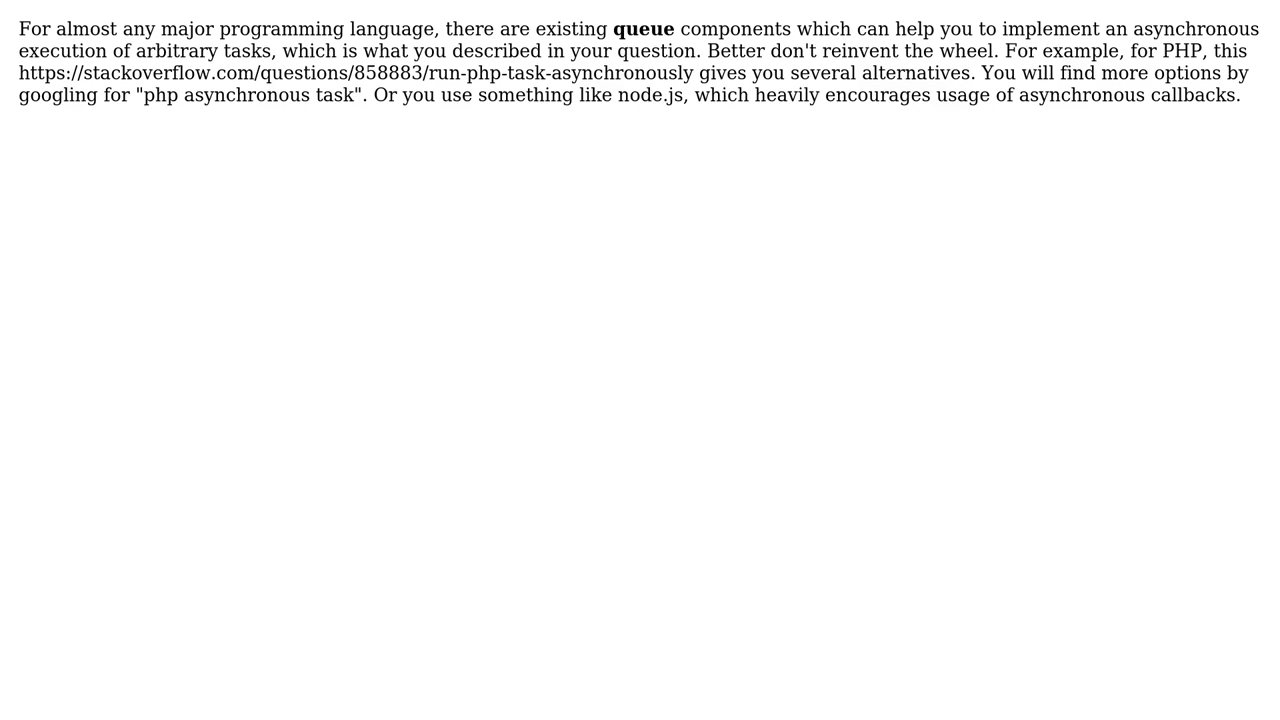 For almost any major programming language, there are existing queue components which can help you to implement an asynchronous
execution of arbitrary tasks, which is what you described in your question. Better don't reinvent the wheel. For example, for PHP, this
https://stackoverflow.com/questions/858883/run-php-task-asynchronously gives you several alternatives. You will find more options by
googling for "php asynchronous task". Or you use something like node.js, which heavily encourages usage of asynchronous callbacks.